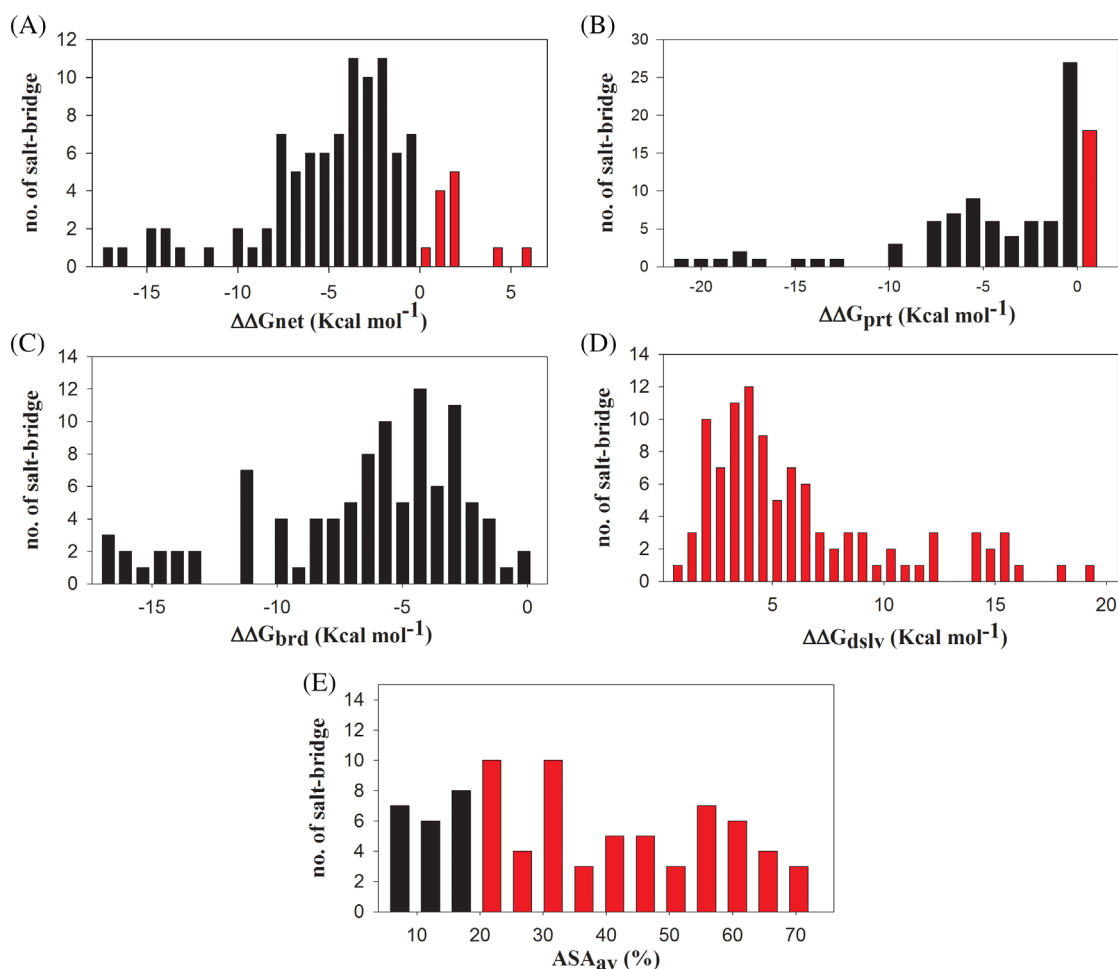 (A)
no. of salt-bridge
12
10
8
6
4
2
0
-15 -10 -5 0 5
ΔΔGnet (Kcal mol⁻¹)
(B)
no. of salt-bridge
30
25
20
15
10
5
0
-20 -15 -10 -5 0
ΔΔGprt (Kcal mol⁻¹)
(C)
no. of salt-bridge
14
12
10
8
6
4
2
0
-15 -10 -5 0
ΔΔGbrd (Kcal mol⁻¹)
(D)
no. of salt-bridge
14
12
10
8
6
4
2
0
5 10 15 20
ΔΔGdslv (Kcal mol⁻¹)
(E)
no. of salt-bridge
14
12
10
8
6
4
2
0
10 20 30 40 50 60 70
ASAav (%)